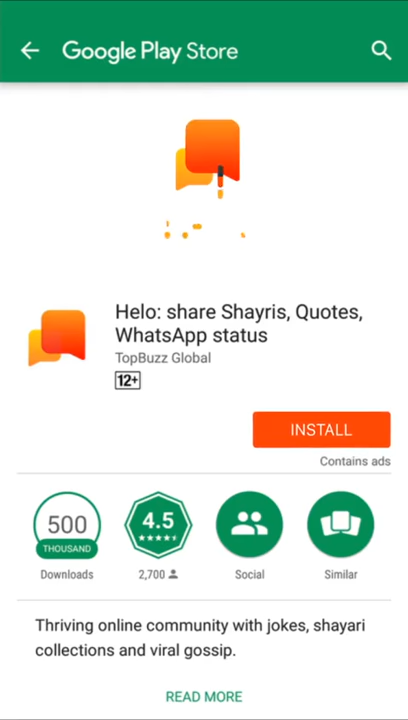 Google Play Store
Helo: share Shayris, Quotes,
WhatsApp status
TopBuzz Global
12+
INSTALL
Contains ads
500
THOUSAND
4.5
Downloads
2,700
Social
Similar
Thriving online community with jokes, shayari
collections and viral gossip.
READ MORE